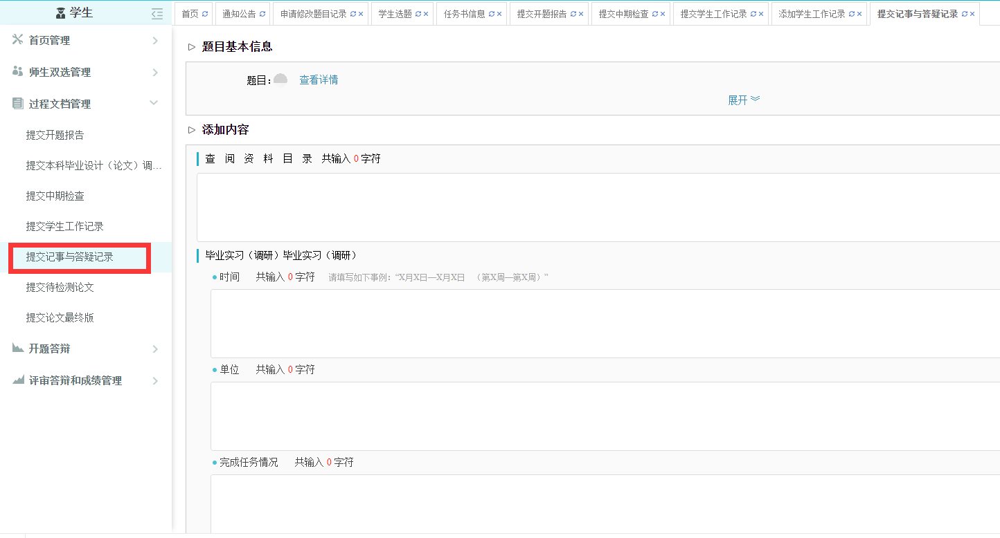 学生
首页 通知公告 申请修改题目记录 学生选题 任务书信息 提交开题报告 提交中期检查 提交学生工作记录 添加学生工作记录 提交记事与答疑记录
首页管理
师生双选管理
过程文档管理
提交开题报告
提交本科毕业设计（论文）调...
提交中期检查
提交学生工作记录
提交记事与答疑记录
提交待检测论文
提交论文最终版
开题答辩
评审答辩和成绩管理
题目基本信息
题目： 查看详情
展开
添加内容
查 阅 资 料 目 录 共输入 0 字符
毕业实习（调研）毕业实习（调研）
时间 共输入 0 字符 请填写如下事例：“X月X日—X月X日 （第X周—第X周）”
单位 共输入 0 字符
完成任务情况 共输入 0 字符